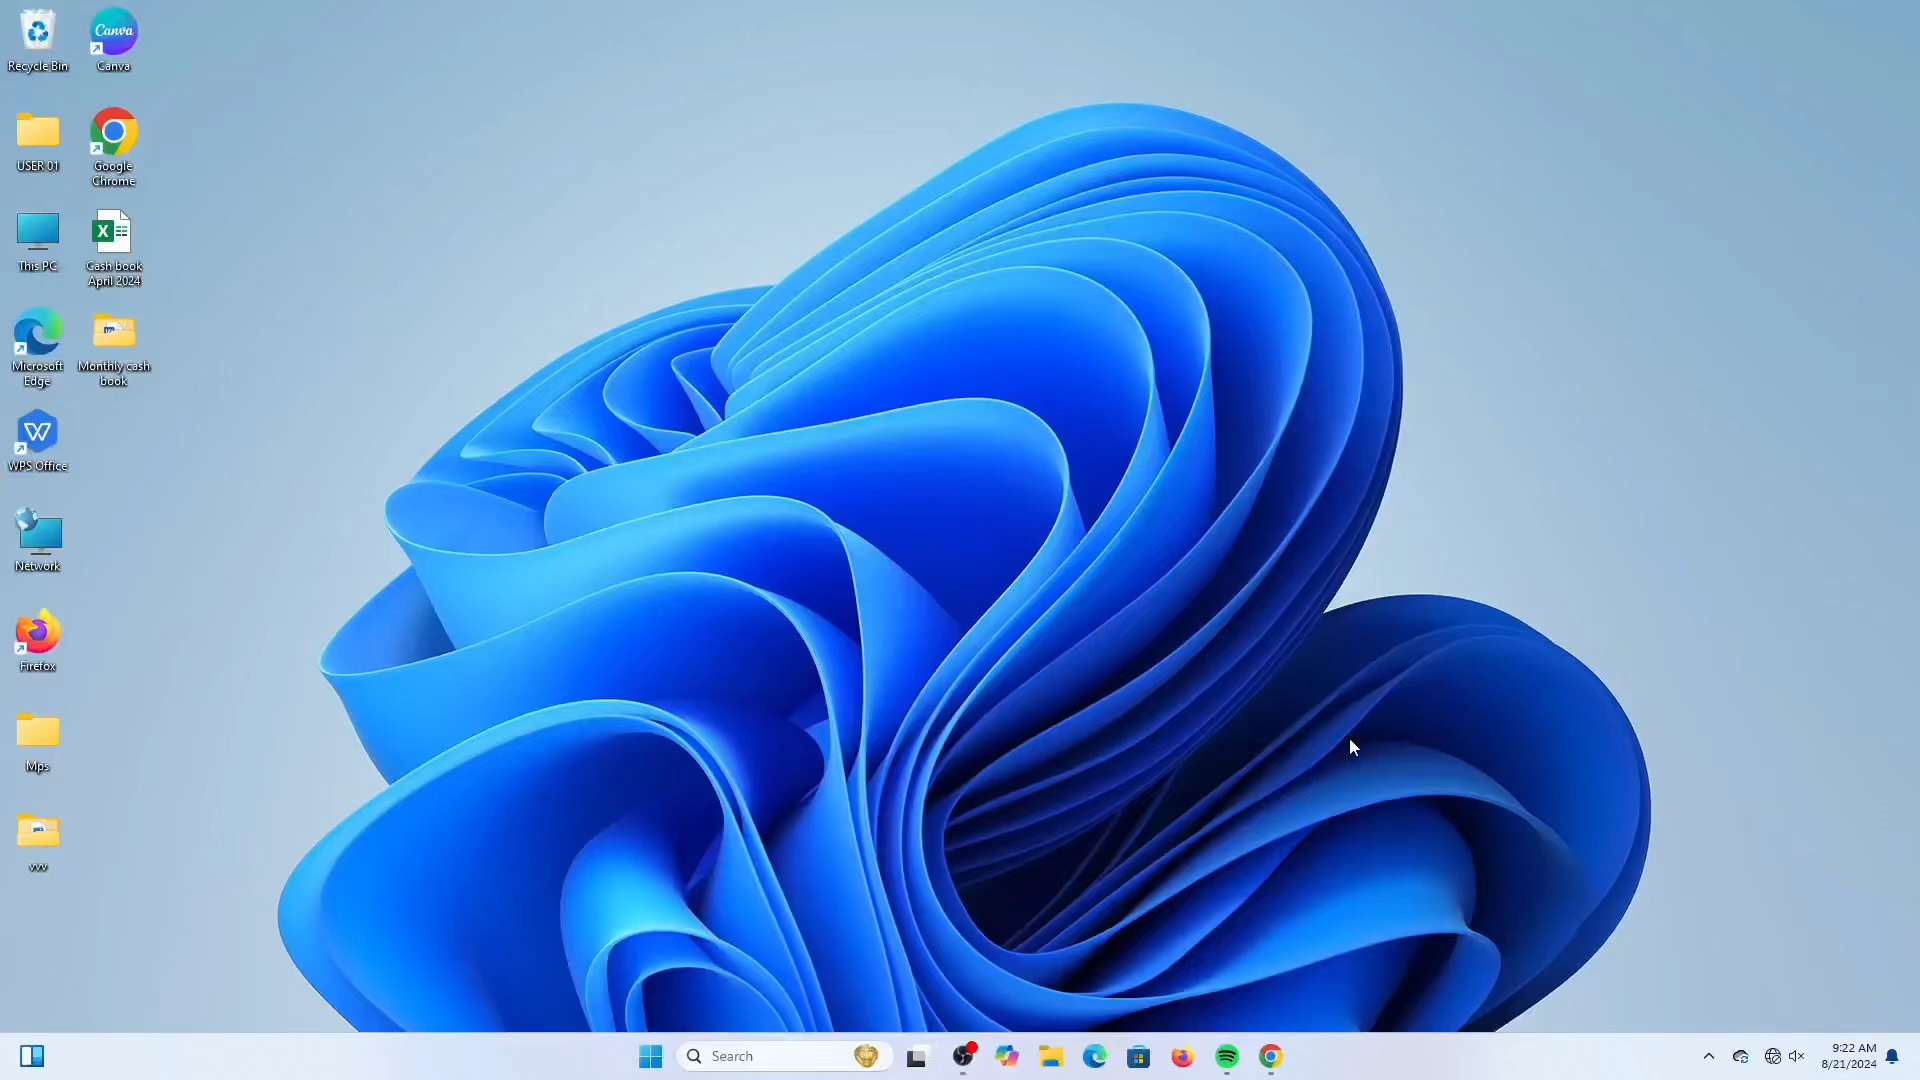 Recycle Bin
Canva
Canva
USER 01
Google
Chrome
This PC
Cash book
April 2024
Microsoft
Edge
Monthly cash
book
WPS Office
Network
Firefox
Mps
vvv
Search
9:22 AM
8/21/2024